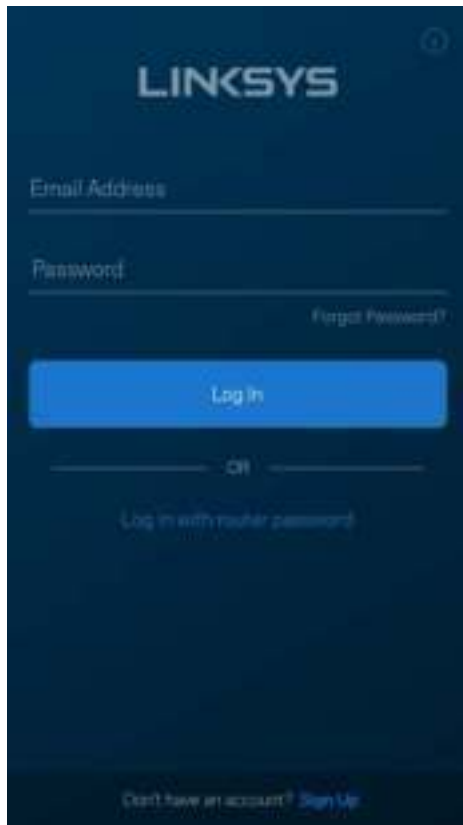 LINKSYS
Email Address
Password
Forgot Password?
Log In
OR
Log in with router password
Don't have an account? Sign Up